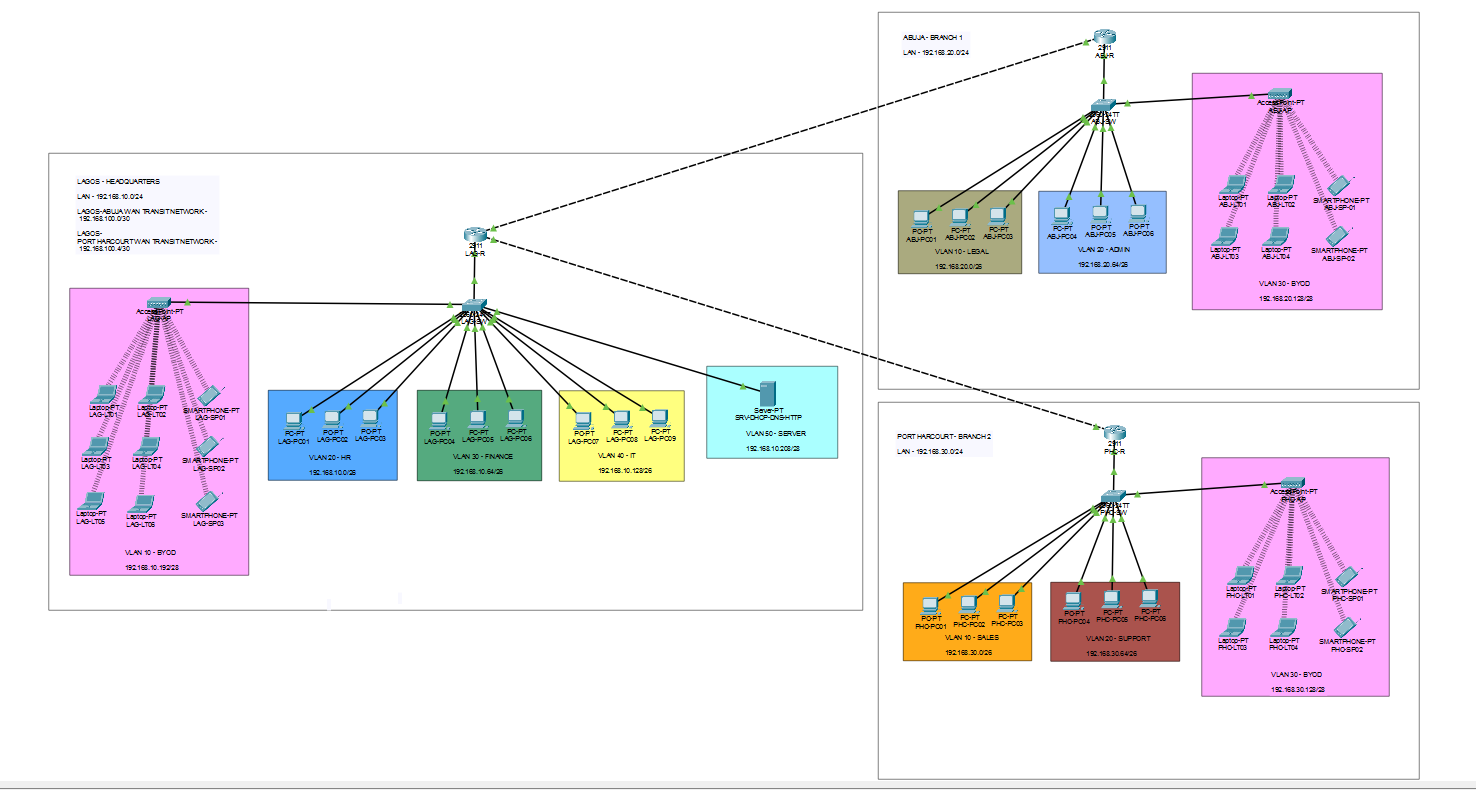 LAGOS - HEADQUARTERS
LAN - 192.168.10.0/24
LAGOS-ABUJA WAN TRANSIT NETWORK -
192.168.100.0/30
LAGOS-
PORT HARCOURT WAN TRANSIT NETWORK -
192.168.100.4/30
2911
LAG-R
AccessPoint-PT
LAG-AP
LAG-SW
Laptop-PT
LAG-LT01
Laptop-PT
LAG-LT02
SMARTPHONE-PT
LAG-SP01
Laptop-PT
LAG-LT03
Laptop-PT
LAG-LT04
SMARTPHONE-PT
LAG-SP02
Laptop-PT
LAG-LT05
Laptop-PT
LAG-LT06
SMARTPHONE-PT
LAG-SP03
VLAN 10 - BYOD
192.168.10.192/28
PC-PT
LAG-PC01
PC-PT
LAG-PC02
PC-PT
LAG-PC03
VLAN 20 - HR
192.168.10.0/26
PC-PT
LAG-PC04
PC-PT
LAG-PC05
PC-PT
LAG-PC06
VLAN 30 - FINANCE
192.168.10.64/26
PC-PT
LAG-PC07
PC-PT
LAG-PC08
PC-PT
LAG-PC09
VLAN 40 - IT
192.168.10.128/26
Server-PT
SRV-DHCP-DNS-HTTP
VLAN 50 - SERVER
192.168.10.208/28
ABUJA - BRANCH 1
LAN - 192.168.20.0/24
2911
ABJ-R
ABJ-SW
AccessPoint-PT
ABJ-AP
PC-PT
ABJ-PC01
PC-PT
ABJ-PC02
PC-PT
ABJ-PC03
VLAN 10 - LEGAL
192.168.20.0/26
PC-PT
ABJ-PC04
PC-PT
ABJ-PC05
PC-PT
ABJ-PC06
VLAN 20 - ADMIN
192.168.20.64/26
Laptop-PT
ABJ-LT01
Laptop-PT
ABJ-LT02
SMARTPHONE-PT
ABJ-SP-01
Laptop-PT
ABJ-LT03
Laptop-PT
ABJ-LT04
SMARTPHONE-PT
ABJ-SP-02
VLAN 30 - BYOD
192.168.20.128/28
PORT HARCOURT - BRANCH 2
LAN - 192.168.30.0/24
2911
PHC-R
PHC-SW
AccessPoint-PT
PHC-AP
PC-PT
PHC-PC01
PC-PT
PHC-PC02
PC-PT
PHC-PC03
VLAN 10 - SALES
192.168.30.0/26
PC-PT
PHC-PC04
PC-PT
PHC-PC05
PC-PT
PHC-PC06
VLAN 20 - SUPPORT
192.168.30.64/26
Laptop-PT
PHC-LT01
Laptop-PT
PHC-LT02
SMARTPHONE-PT
PHC-SP01
Laptop-PT
PHC-LT03
Laptop-PT
PHC-LT04
SMARTPHONE-PT
PHC-SP02
VLAN 30 - BYOD
192.168.30.128/28